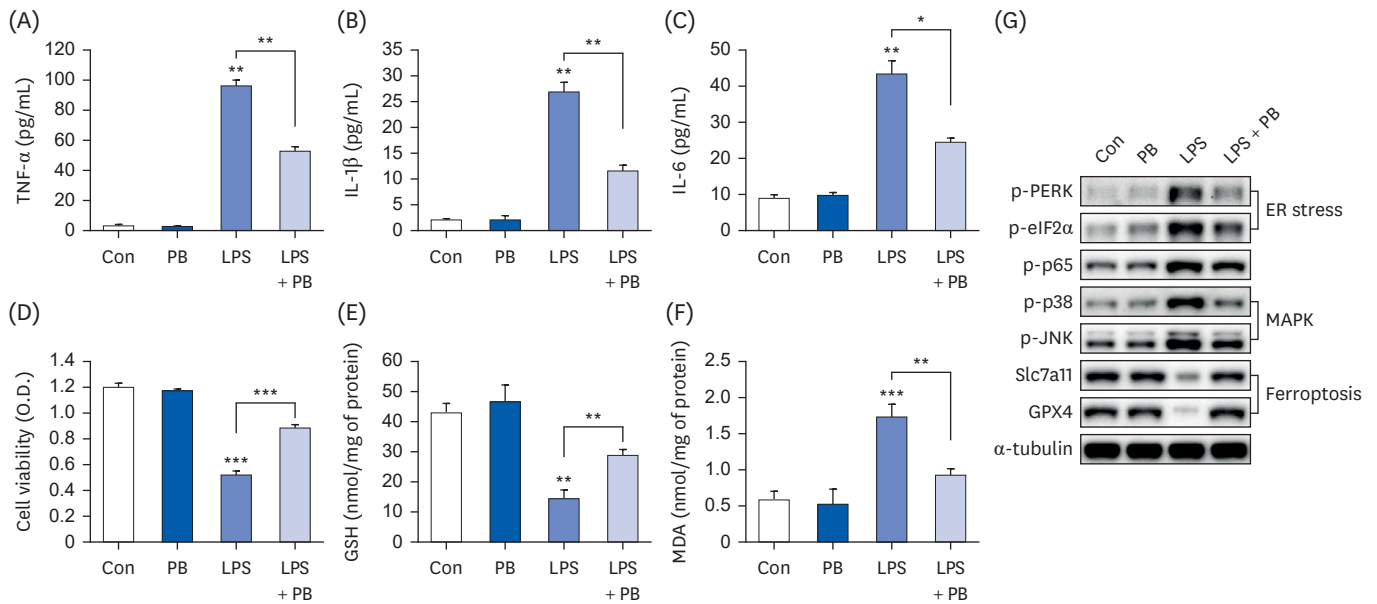 (A)
TNF-α (pg/mL)
120
100
80
60
40
20
0
**
**
Con
PB
LPS
LPS
+ PB
(B)
IL-1β (pg/mL)
35
30
25
20
15
10
5
0
**
**
Con
PB
LPS
LPS
+ PB
(C)
IL-6 (pg/mL)
50
40
30
20
10
0
**
*
Con
PB
LPS
LPS
+ PB
(D)
Cell viability (O.D.)
1.4
1.2
1.0
0.8
0.6
0.4
0.2
0
***
***
Con
PB
LPS
LPS
+ PB
(E)
GSH (nmol/mg of protein)
60
50
40
30
20
10
0
**
**
Con
PB
LPS
LPS
+ PB
(F)
MDA (nmol/mg of protein)
2.5
2.0
1.5
1.0
0.5
0
***
**
Con
PB
LPS
LPS
+ PB
(G)
Con
PB
LPS
LPS + PB
p-PERK
p-eIF2α
ER stress
p-p65
p-p38
p-JNK
MAPK
Slc7a11
GPX4
Ferroptosis
α-tubulin